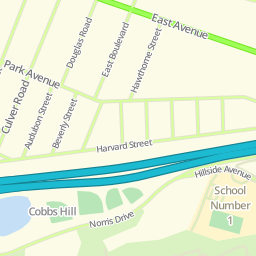 East Avenue
Douglas Road
East Boulevard
Hawthorne Street
Park Avenue
Culver Road
Audubon Street
Beverly Street
Harvard Street
Hillside Avenue
School
Number
1
Cobbs Hill
Norris Drive